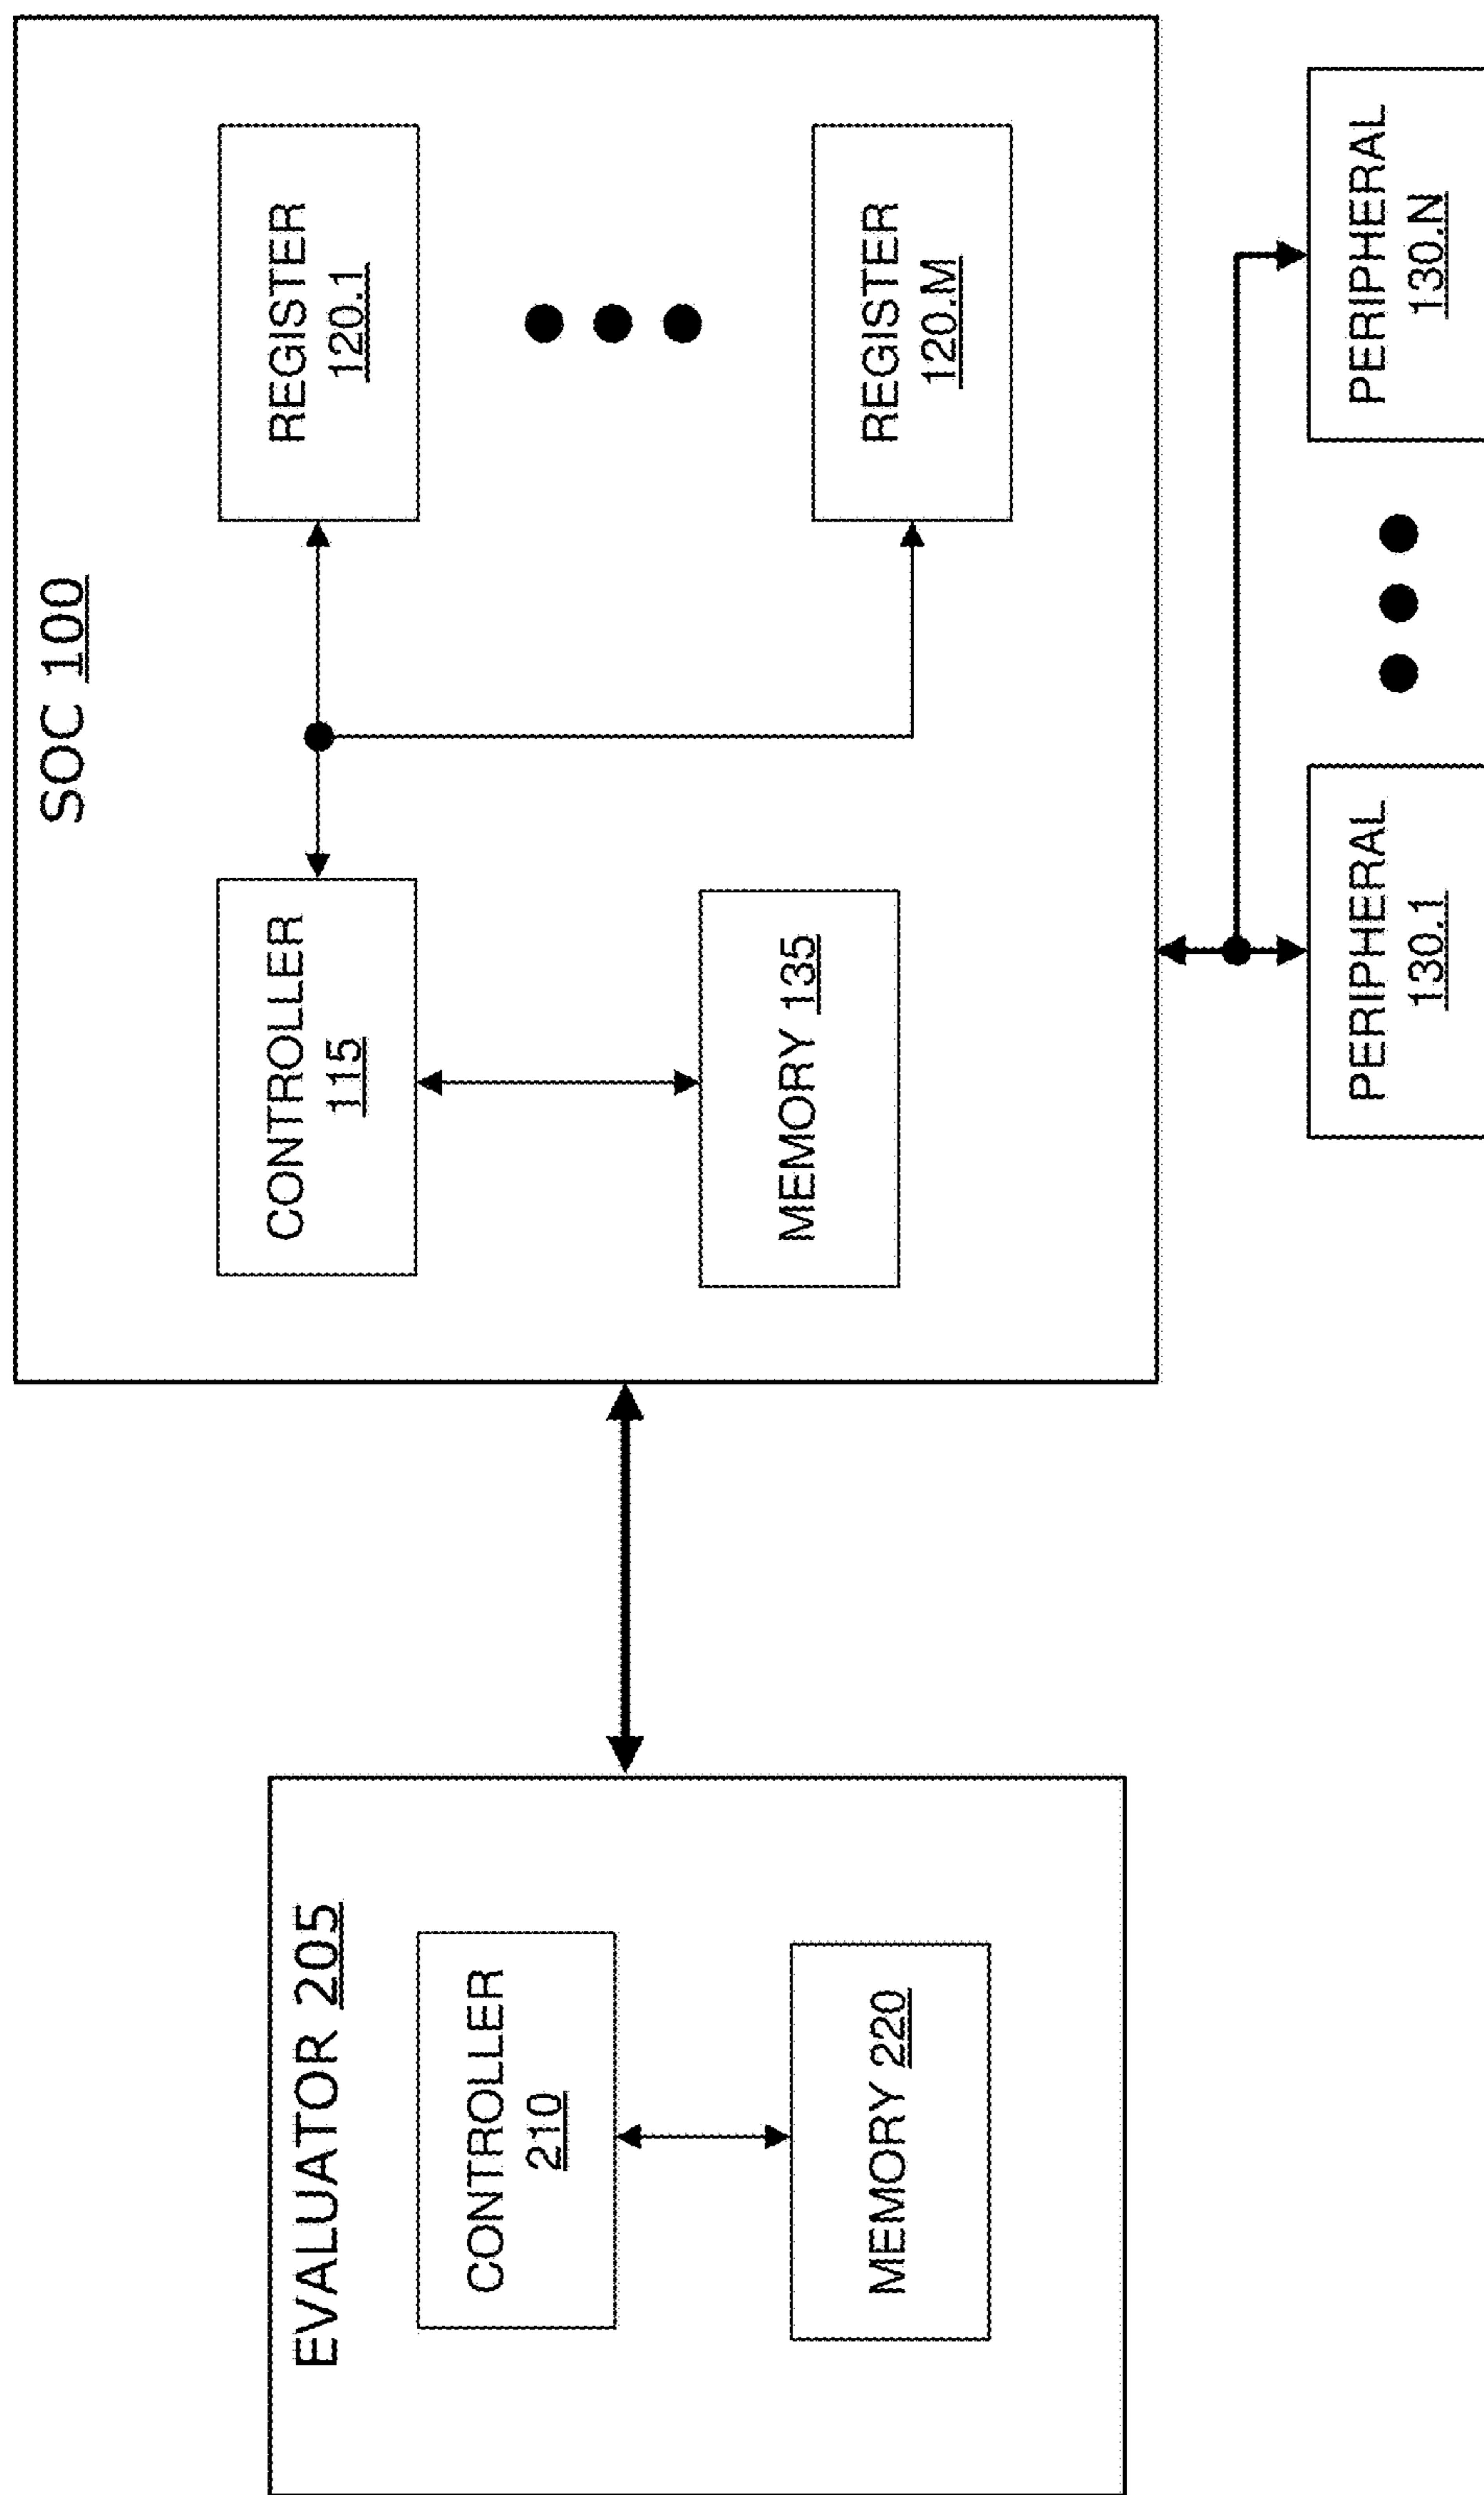 EVALUATOR 205
CONTROLLER
210
MEMORY 220
SOC 100
CONTROLLER
115
MEMORY 135
REGISTER
120.1
REGISTER
120.M
PERIPHERAL
130.1
PERIPHERAL
130.N